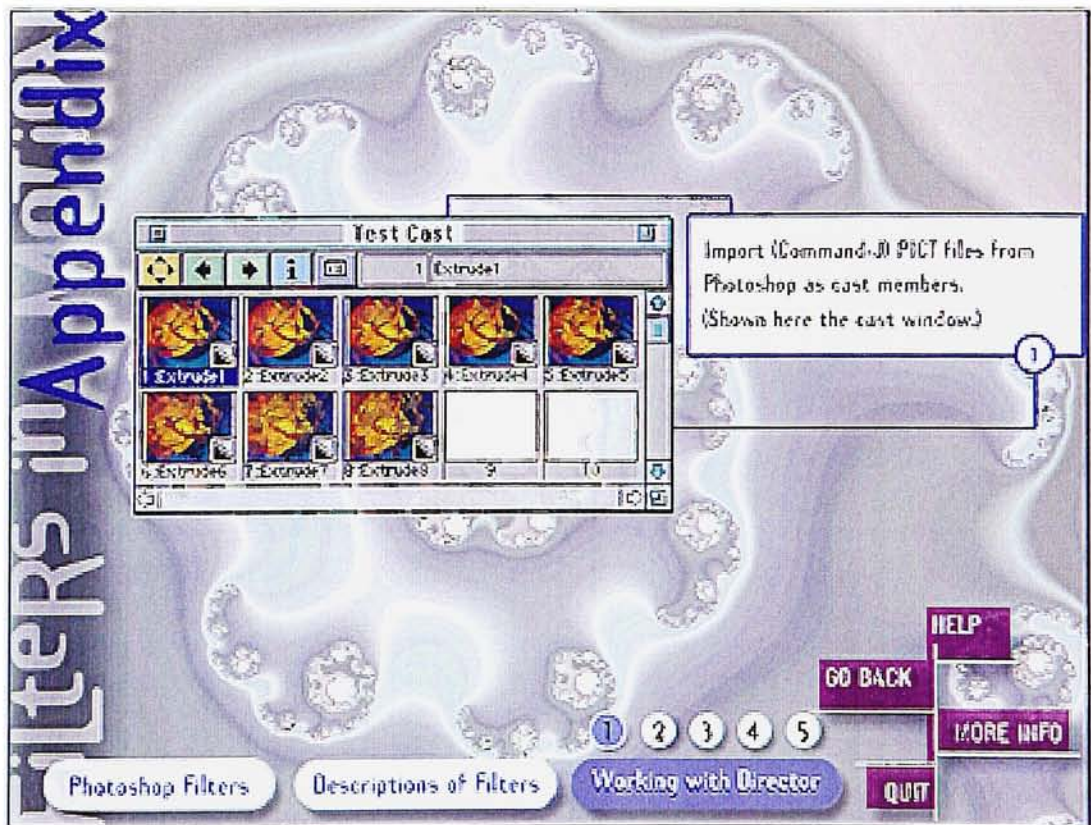 Appendix
FilteRs in
Test Cast
1 Extrude1
1:Extrude1 2:Extrude2 3:Extrude3 4:Extrude4 5:Extrude5
6:Extrude6 7:Extrude7 8:Extrude8 9 10
Import (Command-J) PICT files from
Photoshop as cast members.
(Shown here the cast window.)
1
HELP
GO BACK
MORE INFO
QUIT
1 2 3 4 5
Photoshop Filters
Descriptions of Filters
Working with Director